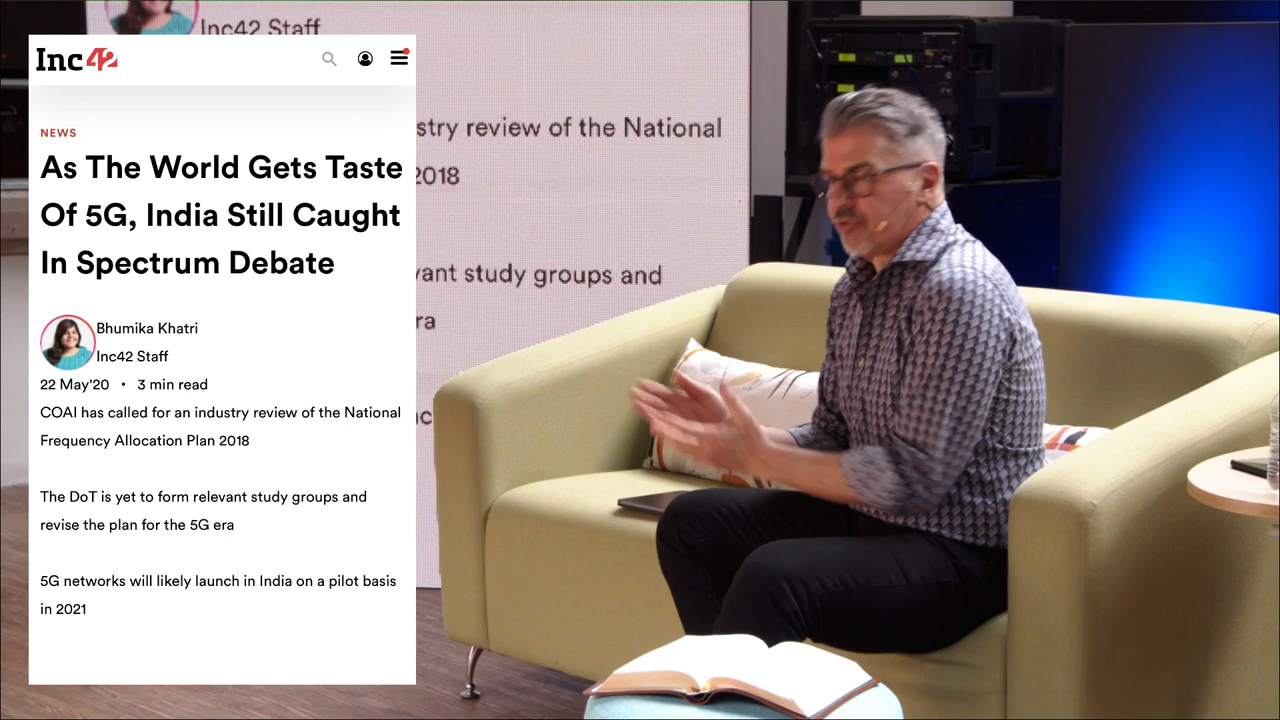 Inc42
NEWS
As The World Gets Taste
Of 5G, India Still Caught
In Spectrum Debate
Bhumika Khatri
Inc42 Staff
22 May'20 • 3 min read
COAI has called for an industry review of the National
Frequency Allocation Plan 2018
The DoT is yet to form relevant study groups and
revise the plan for the 5G era
5G networks will likely launch in India on a pilot basis
in 2021
Inc42 Staff
stry review of the National
2018
vant study groups and
ra